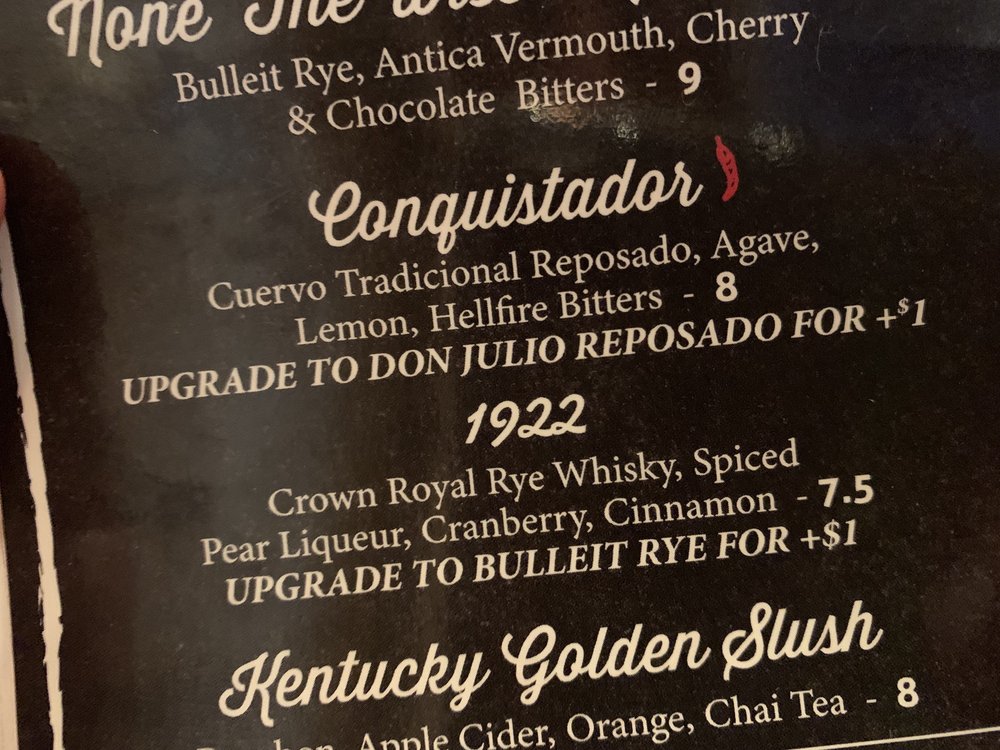 None The
Bulleit Rye, Antica Vermouth, Cherry
& Chocolate Bitters - 9
Conquistador
Cuervo Tradicional Reposado, Agave,
Lemon, Hellfire Bitters - 8
UPGRADE TO DON JULIO REPOSADO FOR +$1
1922
Crown Royal Rye Whisky, Spiced
Pear Liqueur, Cranberry, Cinnamon - 7.5
UPGRADE TO BULLEIT RYE FOR +$1
Kentucky Golden Slush
Apple Cider, Orange, Chai Tea - 8